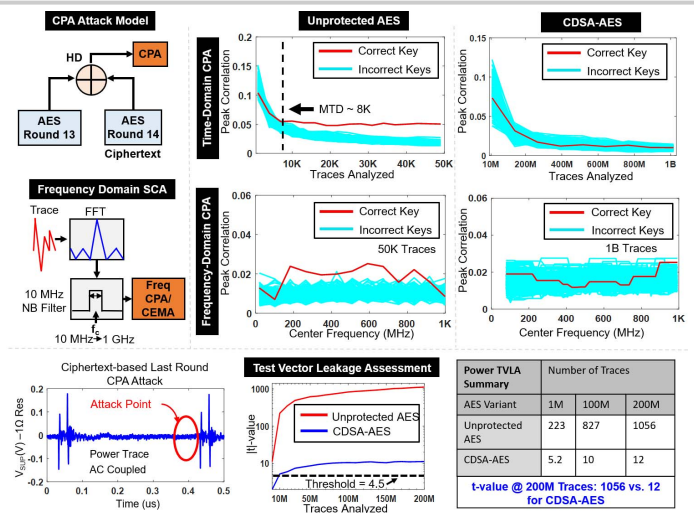 CPA Attack Model
HD
CPA
AES
Round 13
AES
Round 14
Ciphertext
Time-Domain CPA
Unprotected AES
Peak Correlation
0.2
0.15
0.1
0.05
0
Correct Key
Incorrect Keys
MTD ~ 8K
10K 20K 30K 40K 50K
Traces Analyzed
CDSA-AES
Peak Correlation
0.15
0.10
0.05
0
Correct Key
Incorrect Keys
10M 200M 400M 600M 800M 1B
Traces Analyzed
Frequency Domain SCA
Trace
FFT
10 MHz
NB Filter
Freq
CPA/
CEMA
fc
10 MHz→1 GHz
Frequency-Domain CPA
Peak Correlation
0.06
0.04
0.02
0
Correct Key
Incorrect Keys
50K Traces
0 200 400 600 800 1K
Center Frequency (MHz)
Peak Correlation
0.06
0.04
0.02
0
Correct Key
Incorrect Keys
1B Traces
0 200 400 600 800 1K
Center Frequency (MHz)
Ciphertext-based Last Round
CPA Attack
VSUP(V) –1Ω Res
0.2
0.1
0
-0.1
-0.2
Attack Point
Power Trace
AC Coupled
0 0.1 0.2 0.3 0.4 0.5
Time (us)
Test Vector Leakage Assessment
|t|-value
1000
100
10
Unprotected AES
CDSA-AES
Threshold = 4.5
10M 50M 100M 150M 200M
Traces Analyzed
Power TVLA
Summary
Number of Traces
AES Variant 1M 100M 200M
Unprotected
AES
223 827 1056
CDSA-AES 5.2 10 12
t-value @ 200M Traces: 1056 vs. 12
for CDSA-AES